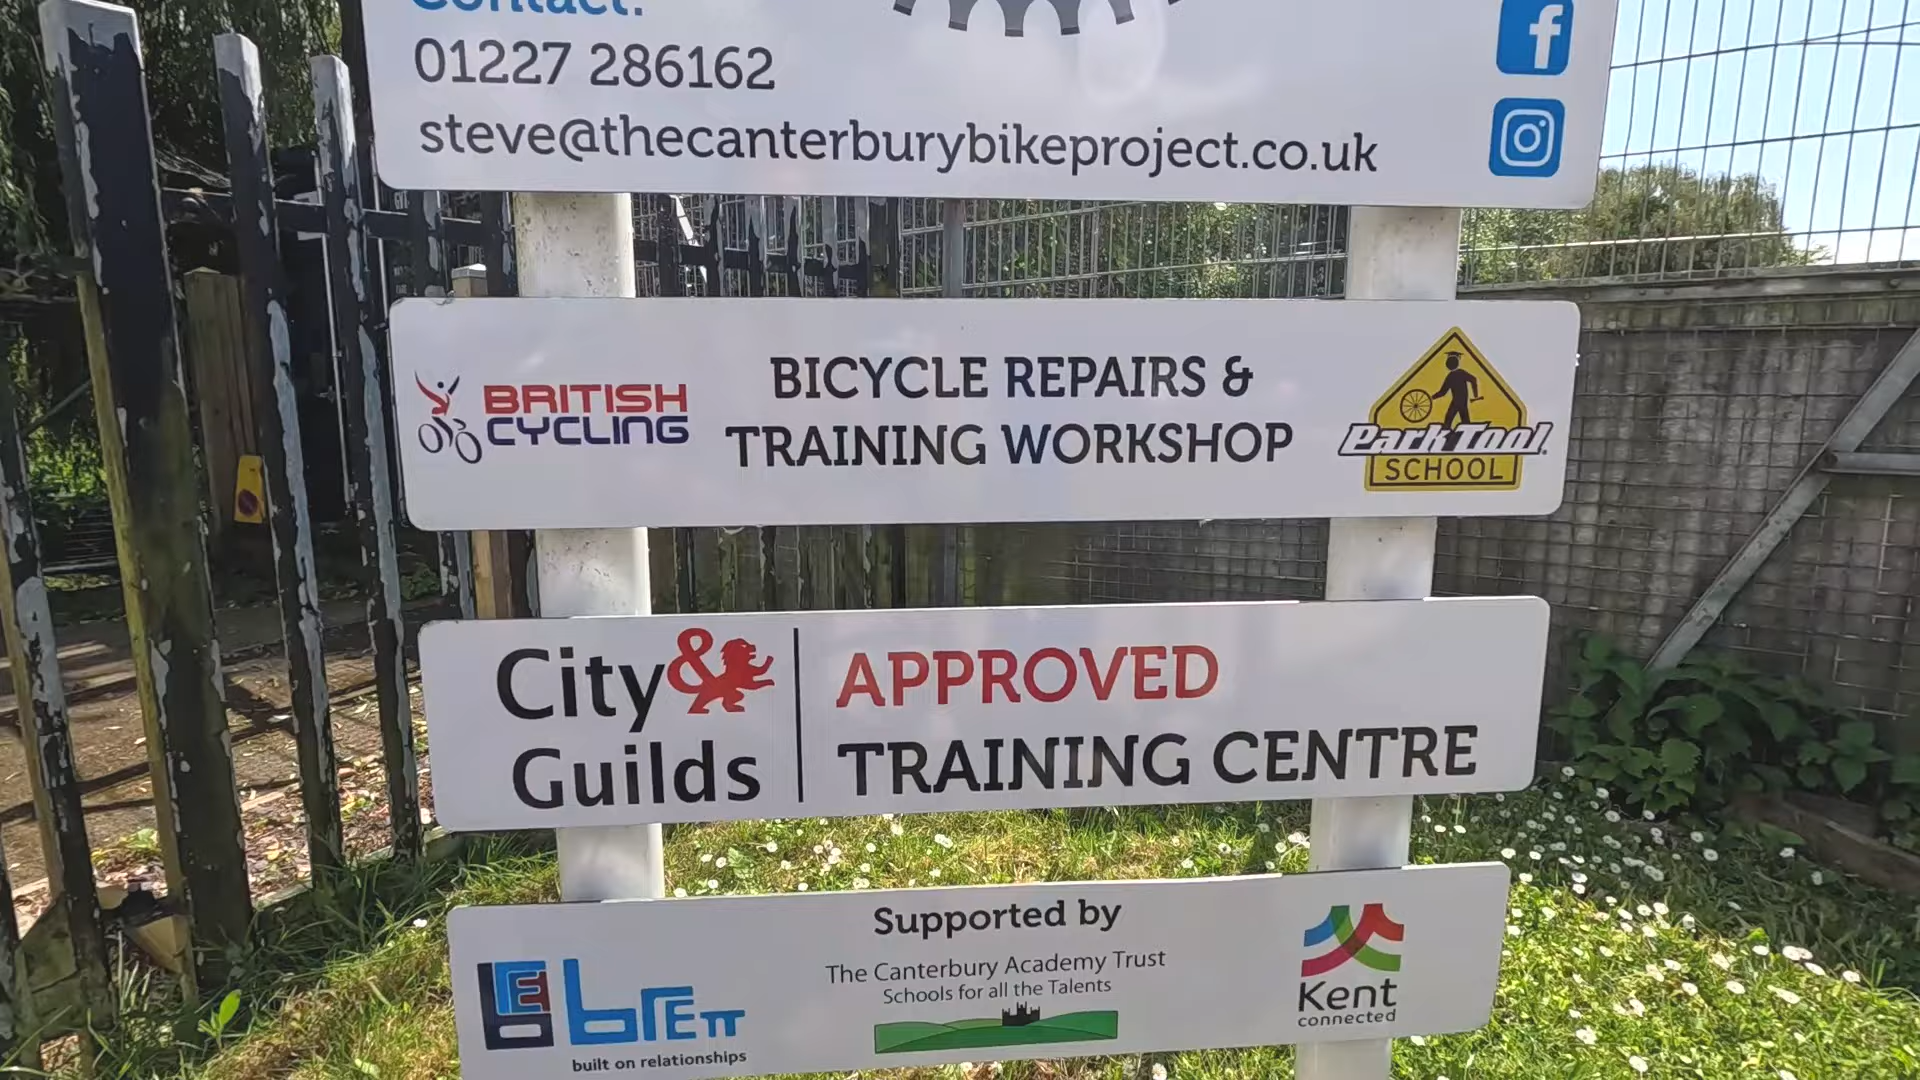 Contact:
01227 286162
steve@thecanterburybikeproject.co.uk
BRITISH
CYCLING
BICYCLE REPAIRS &
TRAINING WORKSHOP
ParkTool
SCHOOL
City&
Guilds
APPROVED
TRAINING CENTRE
Supported by
brett
built on relationships
The Canterbury Academy Trust
Schools for all the Talents
Kent
connected